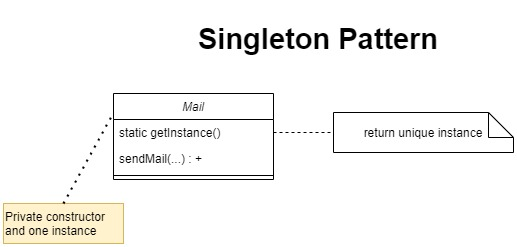 Singleton Pattern
Mail
static getInstance()
sendMail(...) : +
return unique instance
Private constructor
and one instance